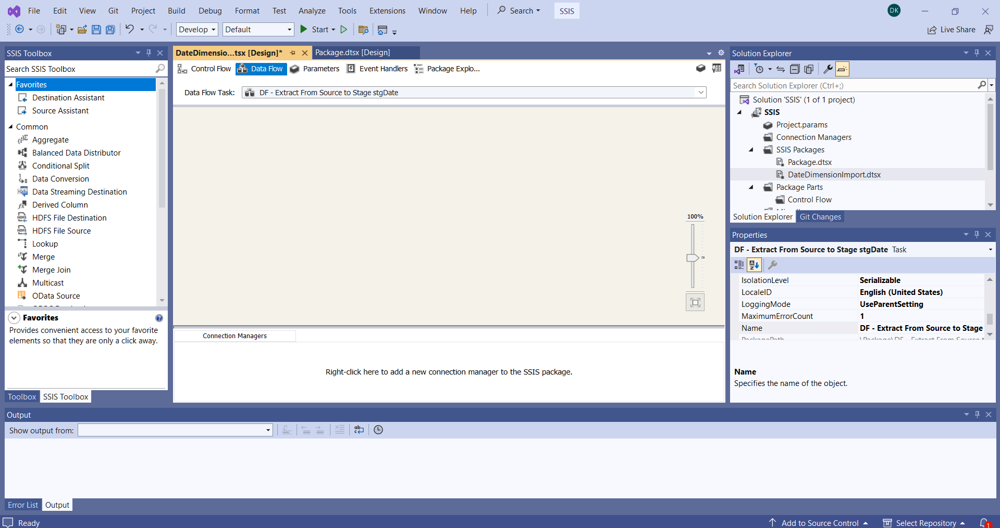 File Edit View Git Project Build Debug Format Test Analyze Tools Extensions Window Help Search SSIS DK
Develop Default Start Live Share
SSIS Toolbox
Search SSIS Toolbox
Favorites
Destination Assistant
Source Assistant
Common
Aggregate
Balanced Data Distributor
Conditional Split
Data Conversion
Data Streaming Destination
Derived Column
HDFS File Destination
HDFS File Source
Lookup
Merge
Merge Join
Multicast
OData Source
Favorites
Provides convenient access to your favorite
elements so that they are only a click away.
Toolbox SSIS Toolbox
DateDimensio...tsx [Design]* Package.dtsx [Design]
Control Flow Data Flow Parameters Event Handlers Package Explo...
Data Flow Task: DF - Extract From Source to Stage stgDate
100%
Connection Managers
Right-click here to add a new connection manager to the SSIS package.
Solution Explorer
Search Solution Explorer (Ctrl+;)
Solution 'SSIS' (1 of 1 project)
SSIS
Project.params
Connection Managers
SSIS Packages
Package.dtsx
DateDimensionImport.dtsx
Package Parts
Control Flow
Solution Explorer Git Changes
Properties
DF - Extract From Source to Stage stgDate Task
IsolationLevel Serializable
LocaleID English (United States)
LoggingMode UseParentSetting
MaximumErrorCount 1
Name DF - Extract From Source to Stage
PackagePath \Package\DF - Extract From Source t
Name
Specifies the name of the object.
Output
Show output from:
Error List Output
Ready Add to Source Control Select Repository 1